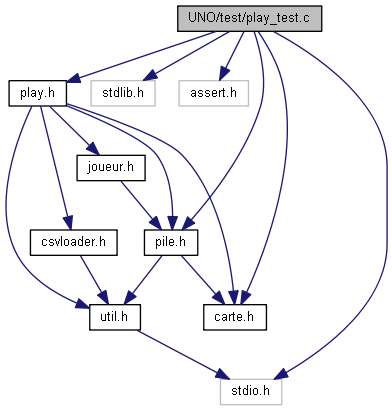 UNO/test/play_test.c
play.h
stdlib.h
assert.h
joueur.h
csvloader.h
pile.h
util.h
carte.h
stdio.h